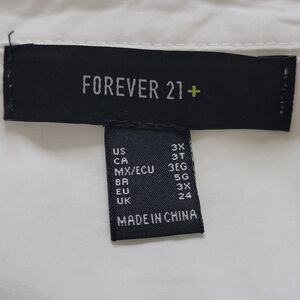 FOREVER 21+
US 3X
CA 3T
MX/ECU 3EG
BR 5G
EU 3X
UK 24
MADE IN CHINA